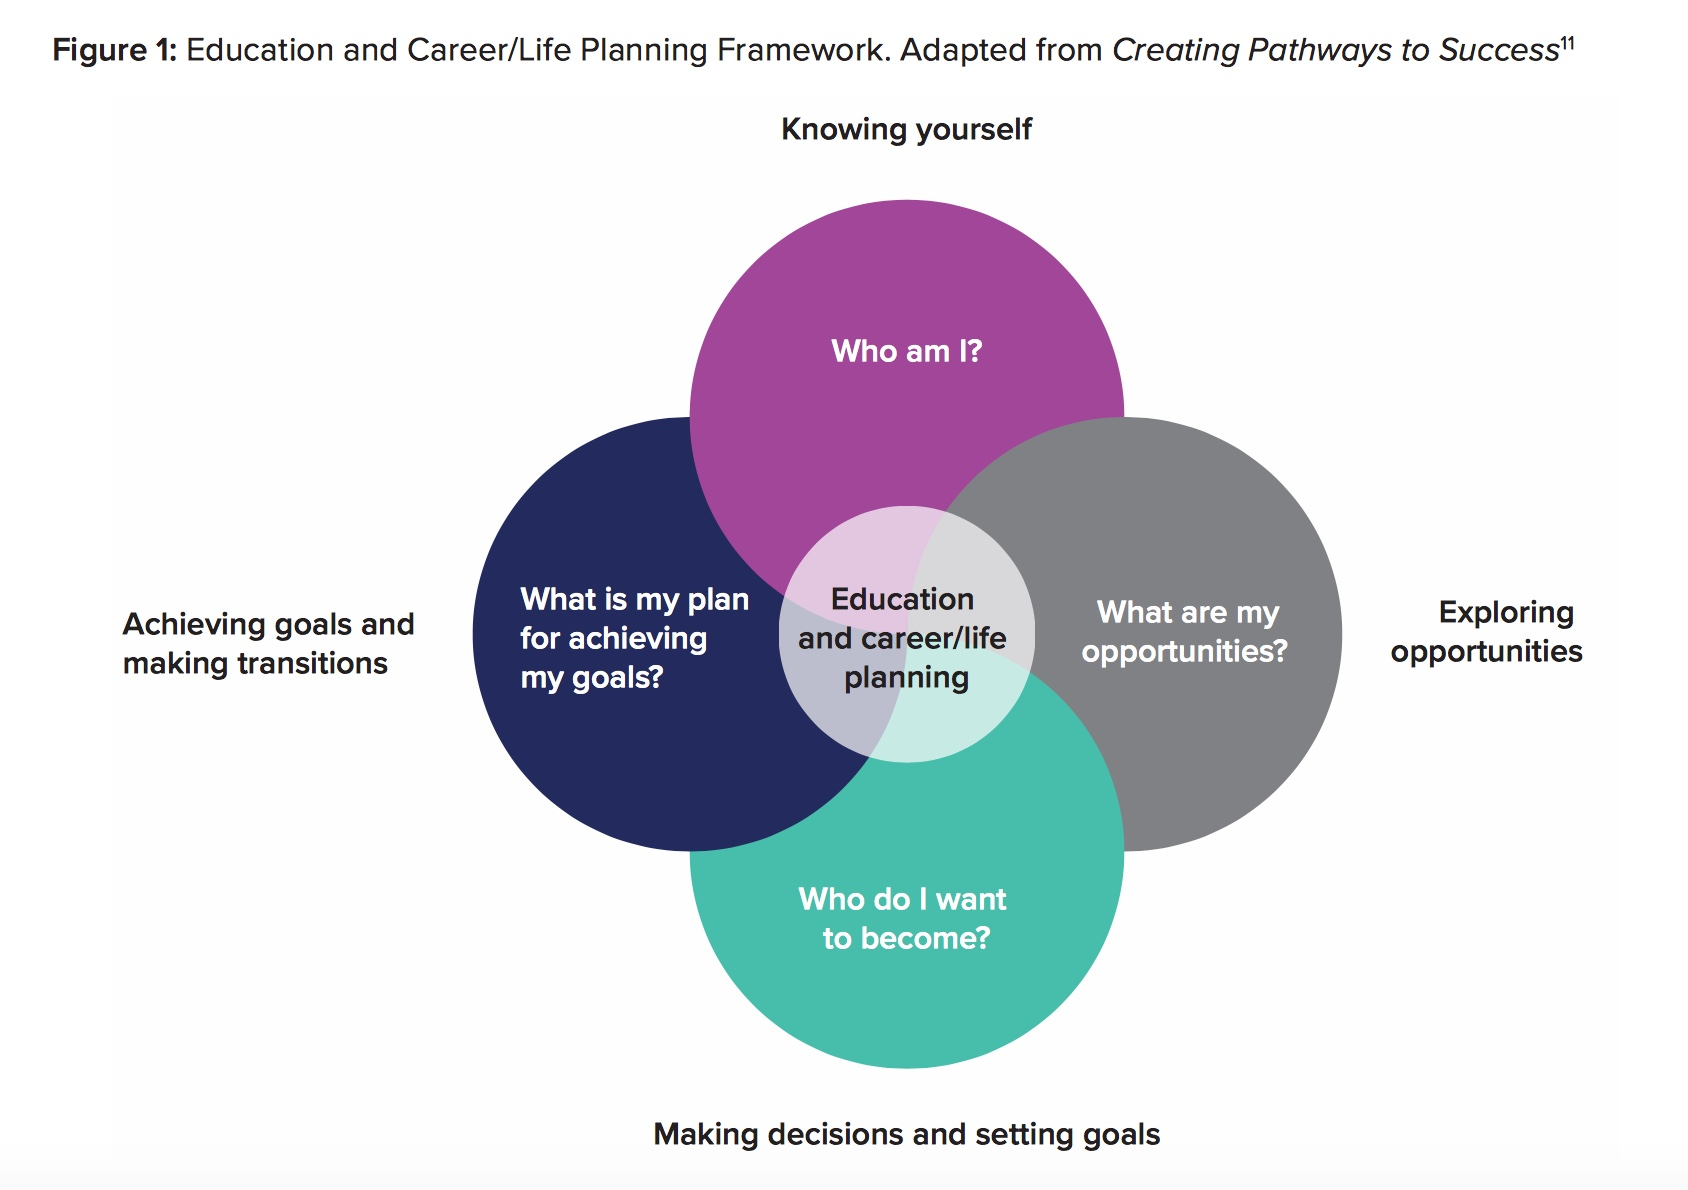 Figure 1: Education and Career/Life Planning Framework. Adapted from Creating Pathways to Success¹¹
Knowing yourself
Who am I?
Achieving goals and
making transitions
What is my plan
for achieving
my goals?
Education
and career/life
planning
What are my
opportunities?
Exploring
opportunities
Who do I want
to become?
Making decisions and setting goals